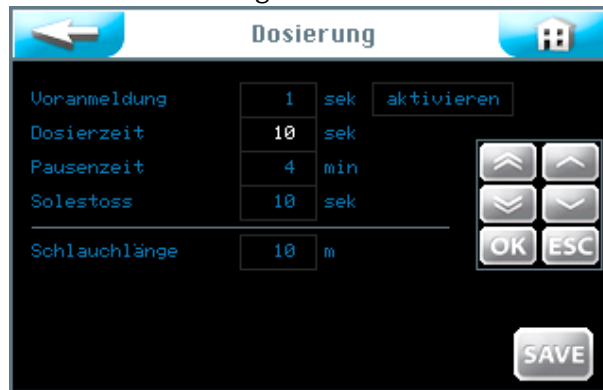 Dosierung
Voranmeldung 1 sek aktivieren
Dosierzeit 10 sek
Pausenzeit 4 min
Solestoss 10 sek
Schlauchlänge 10 m
OK ESC
SAVE